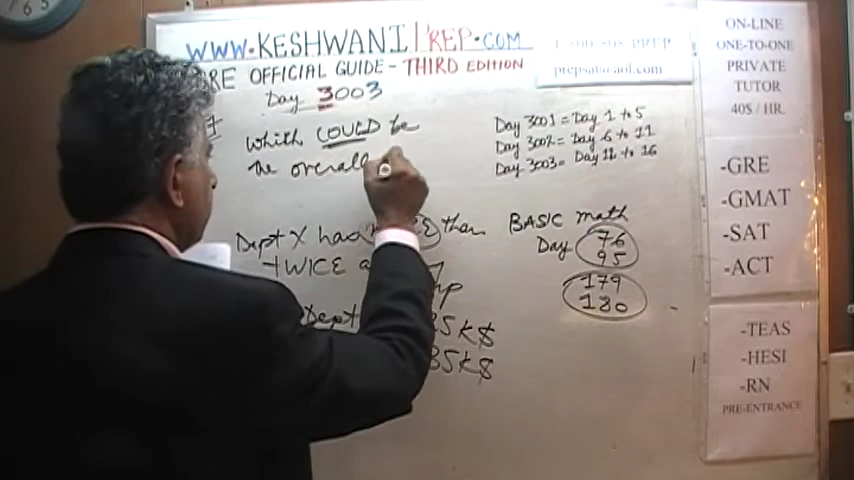 WWW.KESHWANIPREP.COM
OFFICIAL GUIDE - THIRD EDITION
prepsat@aol.com
Day 3003
Which COULD be
the overall
Day 3001 = Day 1 to 5
Day 3002 = Day 6 to 11
Day 3003 = Day 12 to 16
Dept X has than
TWICE
Dept
5K$
35K$
BASIC math
Day 76
95
179
180
ON-LINE
ONE-TO-ONE
PRIVATE
TUTOR
40$ / HR.
-GRE
-GMAT
-SAT
-ACT
-TEAS
-HESI
-RN
PRE-ENTRANCE